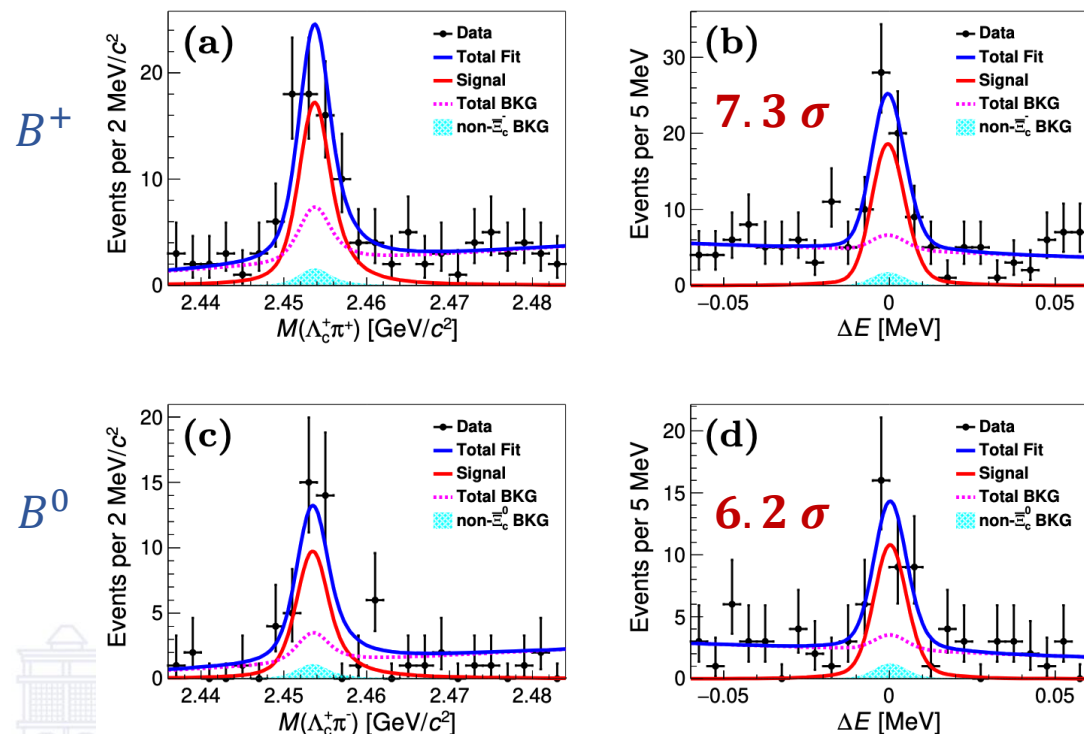 B⁺
(a)
Data
Total Fit
Signal
Total BKG
non-Ξ̄c⁻ BKG
Events per 2 MeV/c²
20
10
0
2.44 2.45 2.46 2.47 2.48
M(Λc⁺π⁺) [GeV/c²]
(b)
7.3 σ
Data
Total Fit
Signal
Total BKG
non-Ξ̄c⁻ BKG
Events per 5 MeV
30
20
10
0
−0.05 0 0.05
ΔE [MeV]
B⁰
(c)
Data
Total Fit
Signal
Total BKG
non-Ξ̄c⁰ BKG
Events per 2 MeV/c²
20
15
10
5
0
2.44 2.45 2.46 2.47 2.48
M(Λc⁺π⁻) [GeV/c²]
(d)
6.2 σ
Data
Total Fit
Signal
Total BKG
non-Ξ̄c⁰ BKG
Events per 5 MeV
20
15
10
5
0
−0.05 0 0.05
ΔE [MeV]